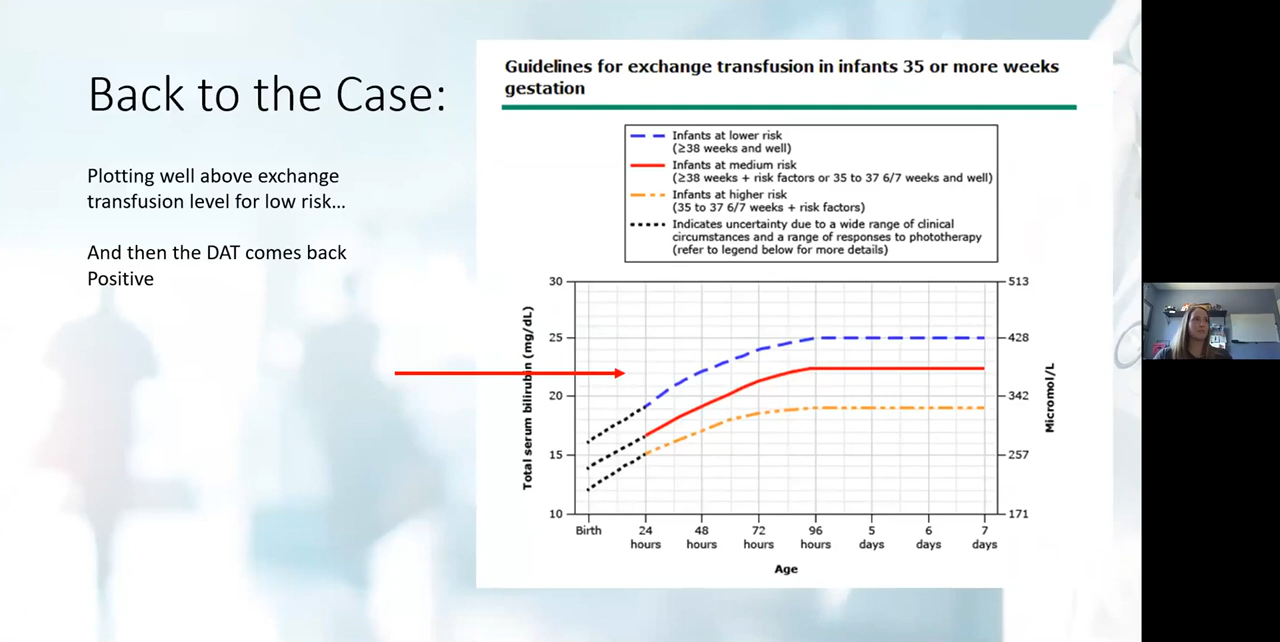 Back to the Case:
Plotting well above exchange
transfusion level for low risk...
And then the DAT comes back
Positive
Guidelines for exchange transfusion in infants 35 or more weeks
gestation
Infants at lower risk
(≥38 weeks and well)
Infants at medium risk
(≥38 weeks + risk factors or 35 to 37 6/7 weeks and well)
Infants at higher risk
(35 to 37 6/7 weeks + risk factors)
Indicates uncertainty due to a wide range of clinical
circumstances and a range of responses to phototherapy
(refer to legend below for more details)
Total serum bilirubin (mg/dL)
30
25
20
15
10
513
428
342
257
171
Micromol/L
Birth
24
hours
48
hours
72
hours
96
hours
5
days
6
days
7
days
Age